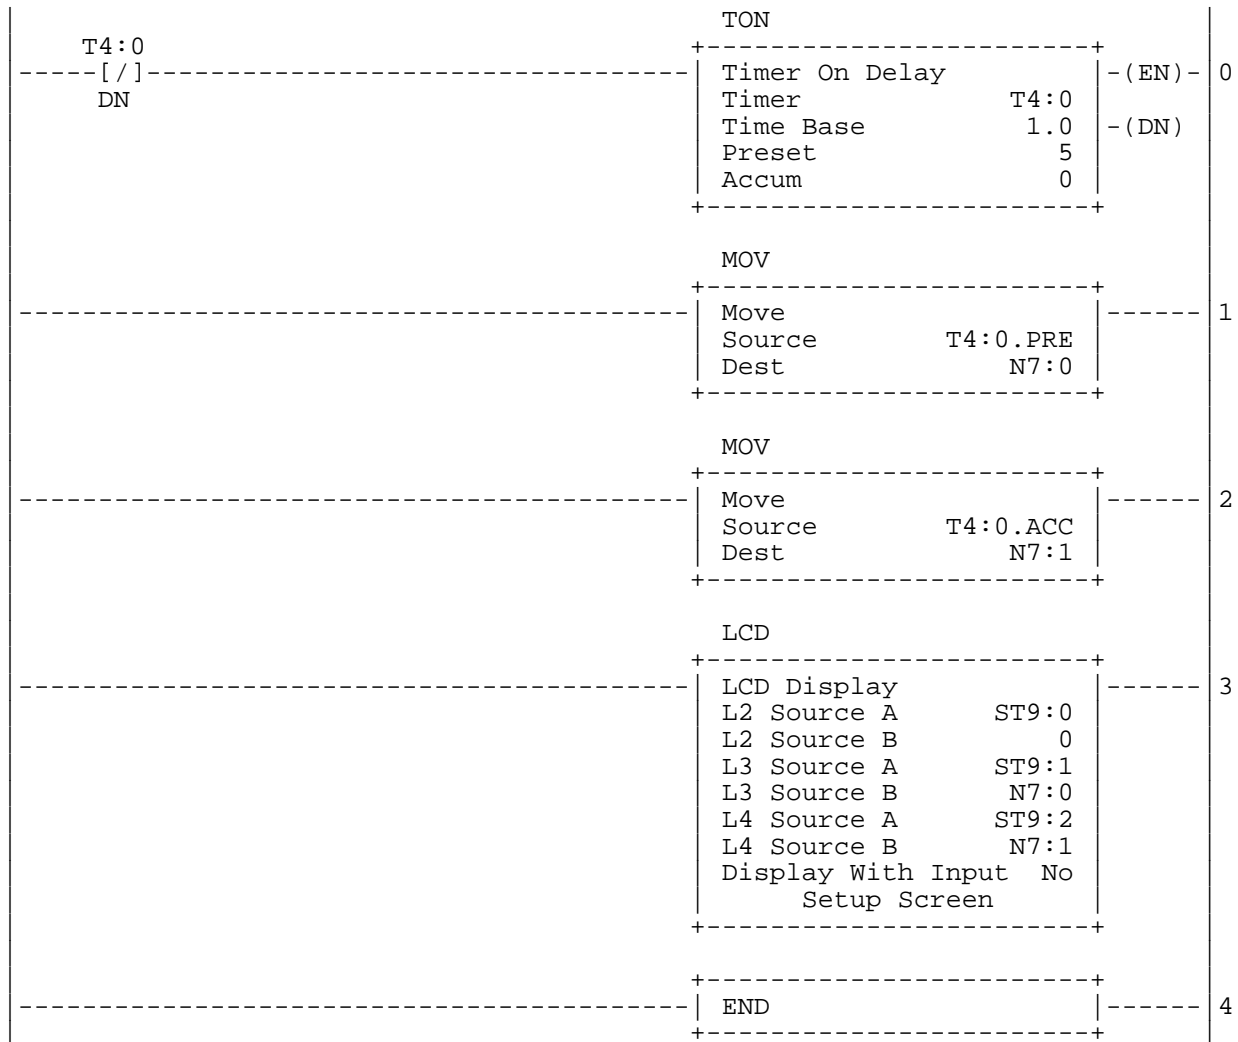 TON
T4:0
-----[/]----------------------------------| Timer On Delay |-(EN)-|0
DN
Timer T4:0
Time Base 1.0 |-(DN)
Preset 5
Accum 0
MOV
Move 1
Source T4:0.PRE
Dest N7:0
MOV
Move 2
Source T4:0.ACC
Dest N7:1
LCD
LCD Display 3
L2 Source A ST9:0
L2 Source B 0
L3 Source A ST9:1
L3 Source B N7:0
L4 Source A ST9:2
L4 Source B N7:1
Display With Input No
Setup Screen
END 4